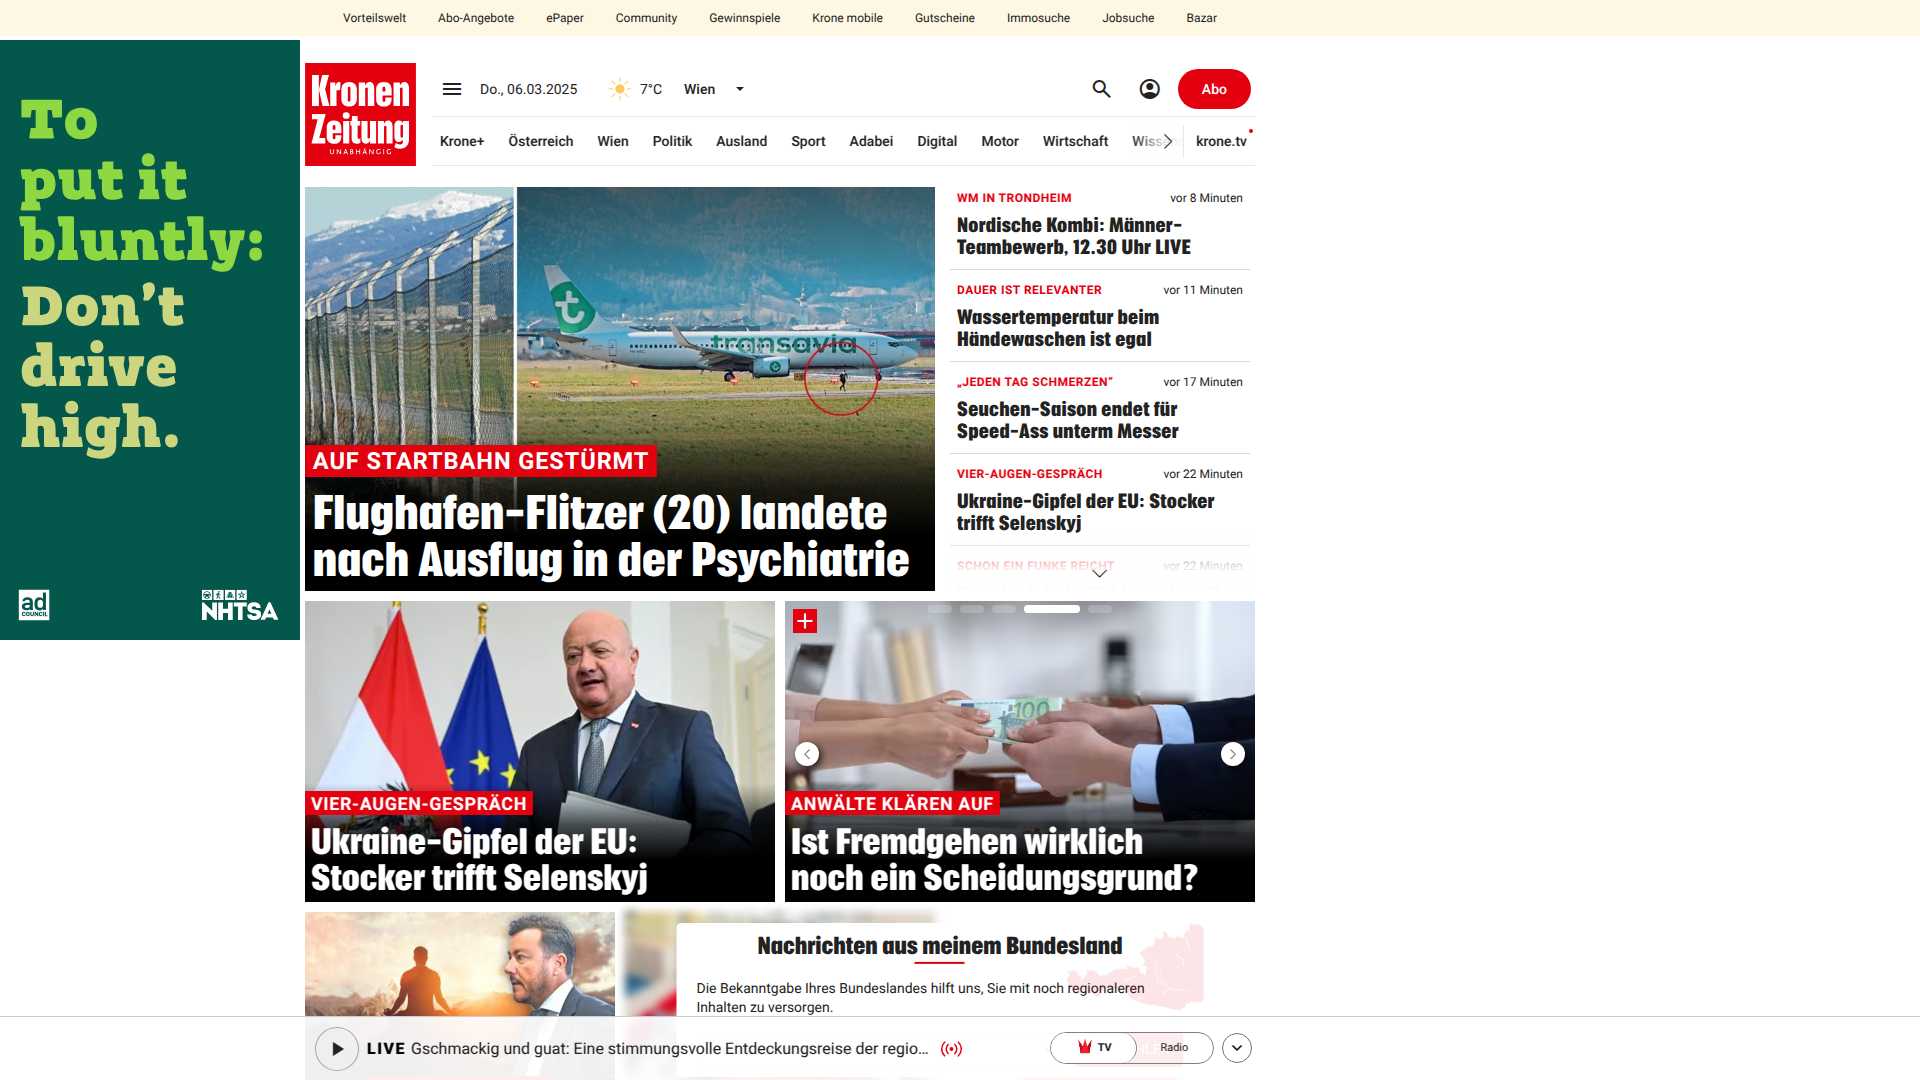 Vorteilswelt Abo-Angebote ePaper Community Gewinnspiele Krone mobile Gutscheine Immosuche Jobsuche Bazar
To
put it
bluntly:
Don't
drive
high.
ad
COUNCIL
NHTSA
Kronen
Zeitung
UNABHÄNGIG
Do., 06.03.2025 7°C Wien
Abo
Krone+ Österreich Wien Politik Ausland Sport Adabei Digital Motor Wirtschaft Wiss krone.tv
transavia
AUF STARTBAHN GESTÜRMT
Flughafen-Flitzer (20) landete
nach Ausflug in der Psychiatrie
WM IN TRONDHEIM vor 8 Minuten
Nordische Kombi: Männer-
Teambewerb, 12.30 Uhr LIVE
DAUER IST RELEVANTER vor 11 Minuten
Wassertemperatur beim
Händewaschen ist egal
„JEDEN TAG SCHMERZEN“ vor 17 Minuten
Seuchen-Saison endet für
Speed-Ass unterm Messer
VIER-AUGEN-GESPRÄCH vor 22 Minuten
Ukraine-Gipfel der EU: Stocker
trifft Selenskyj
SCHON EIN FUNKE REICHT vor 22 Minuten
VIER-AUGEN-GESPRÄCH
Ukraine-Gipfel der EU:
Stocker trifft Selenskyj
100
ANWÄLTE KLÄREN AUF
Ist Fremdgehen wirklich
noch ein Scheidungsgrund?
Nachrichten aus meinem Bundesland
Die Bekanntgabe Ihres Bundeslandes hilft uns, Sie mit noch regionaleren
Inhalten zu versorgen.
LIVE Gschmackig und guat: Eine stimmungsvolle Entdeckungsreise der regio...
TV Radio